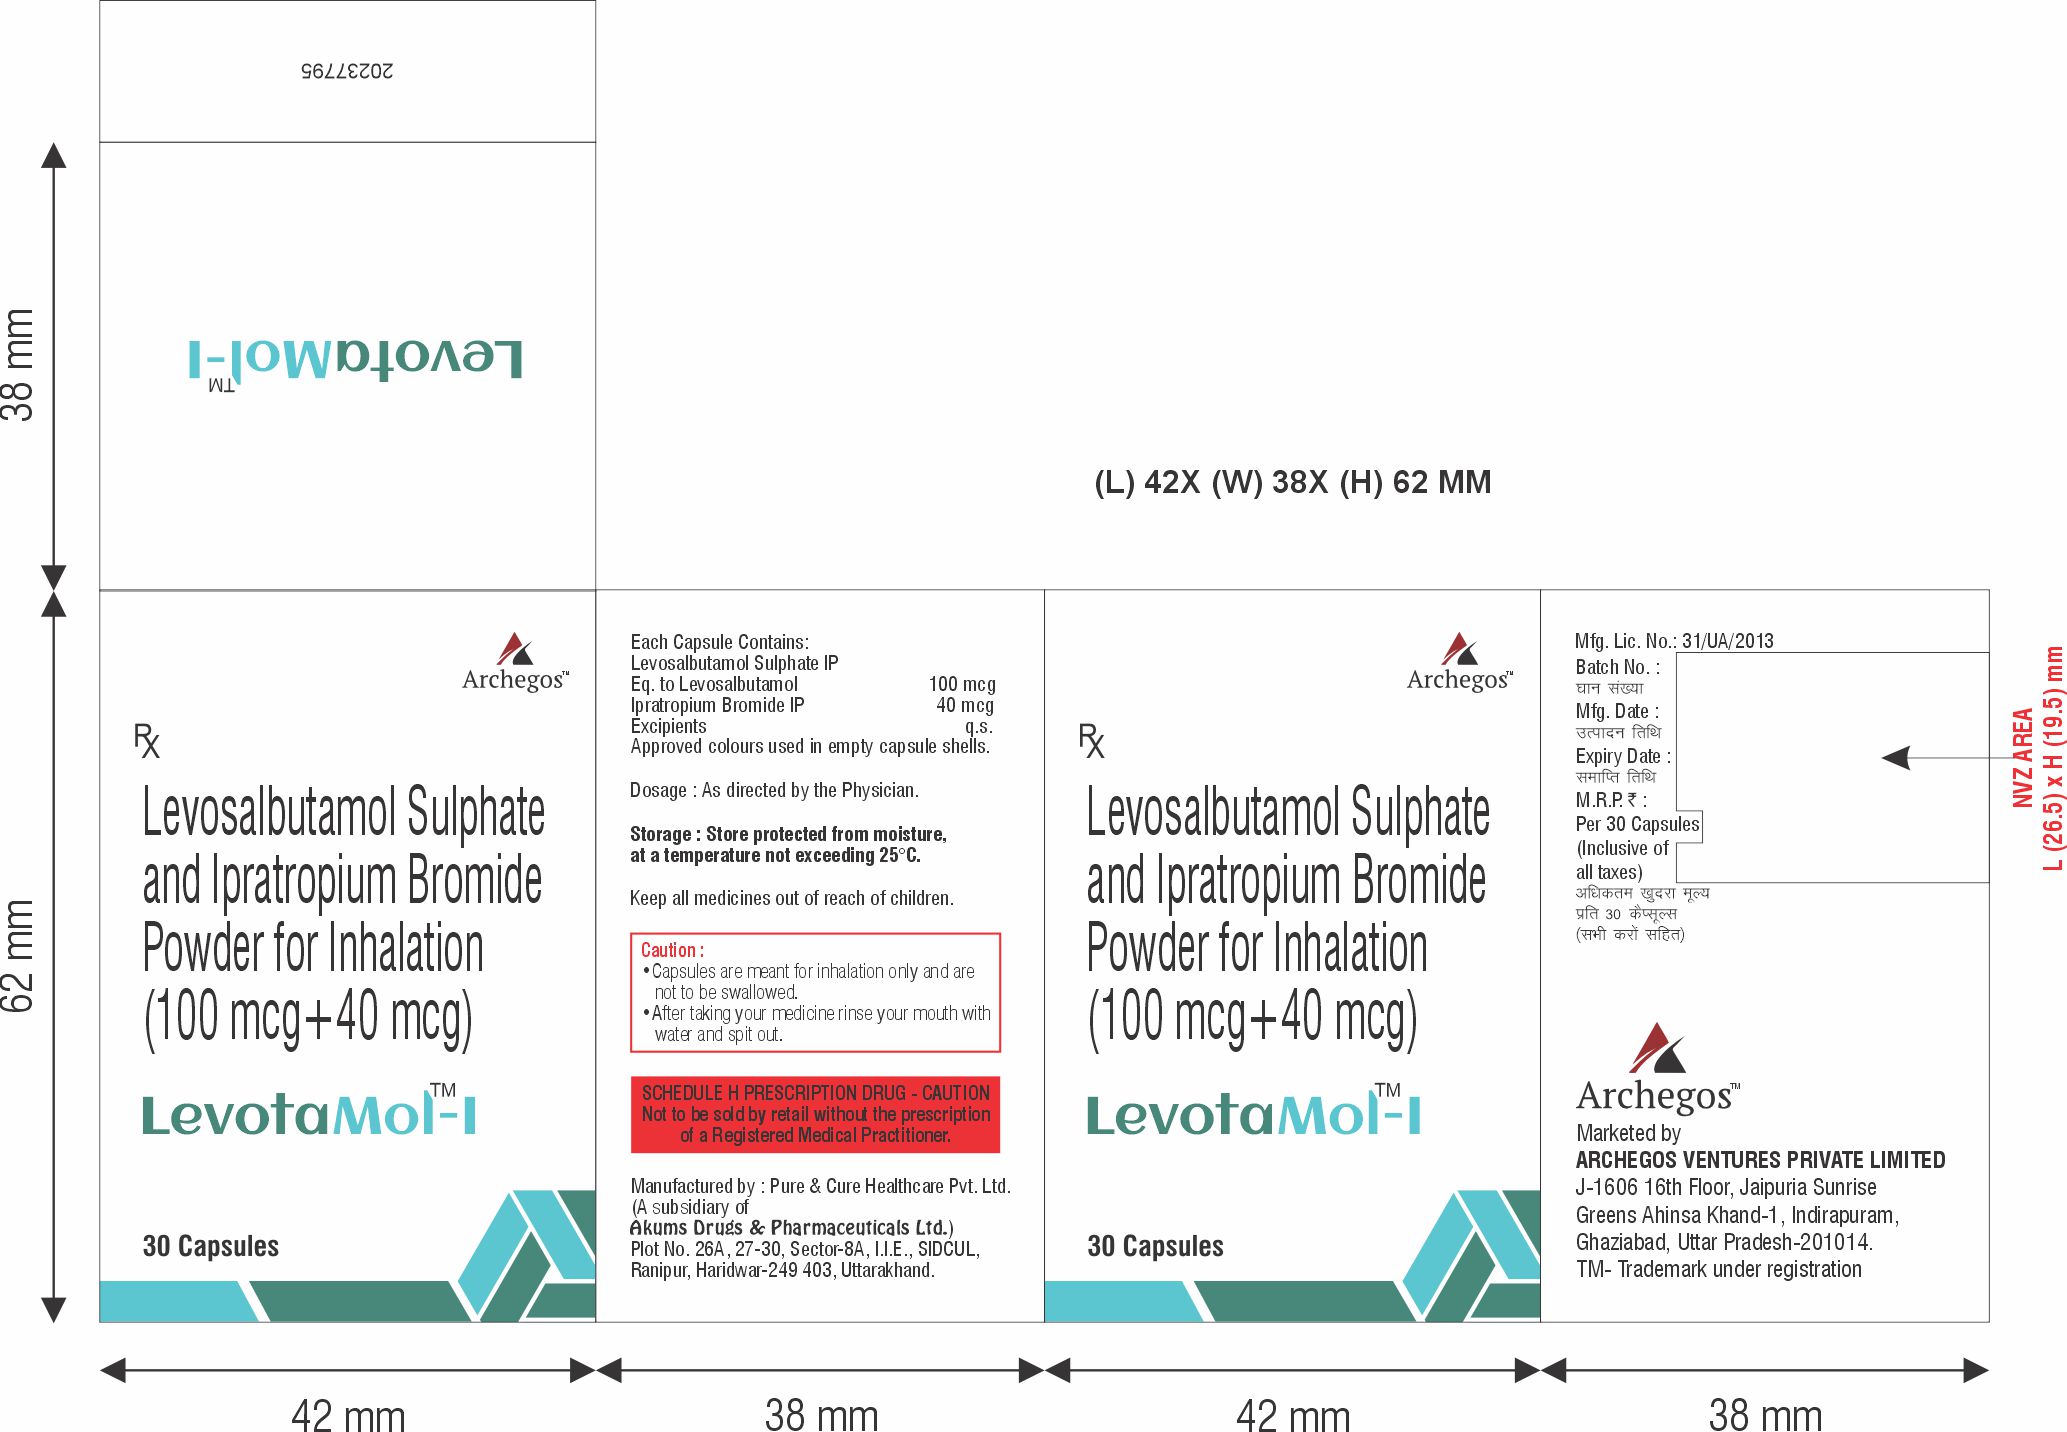 20237795
LevotaMol-I
TM
38 mm
(L) 42X (W) 38X (H) 62 MM
62 mm
Archegos™
Rx
Levosalbutamol Sulphate
and Ipratropium Bromide
Powder for Inhalation
(100 mcg+40 mcg)
LevotaMol-I™
30 Capsules
Each Capsule Contains:
Levosalbutamol Sulphate IP
Eq. to Levosalbutamol 100 mcg
Ipratropium Bromide IP 40 mcg
Excipients q.s.
Approved colours used in empty capsule shells.
Dosage : As directed by the Physician.
Storage : Store protected from moisture,
at a temperature not exceeding 25°C.
Keep all medicines out of reach of children.
Caution :
• Capsules are meant for inhalation only and are
not to be swallowed.
• After taking your medicine rinse your mouth with
water and spit out.
SCHEDULE H PRESCRIPTION DRUG - CAUTION
Not to be sold by retail without the prescription
of a Registered Medical Practitioner.
Manufactured by : Pure & Cure Healthcare Pvt. Ltd.
(A subsidiary of
Akums Drugs & Pharmaceuticals Ltd.)
Plot No. 26A, 27-30, Sector-8A, I.I.E., SIDCUL,
Ranipur, Haridwar-249 403, Uttarakhand.
Archegos™
Rx
Levosalbutamol Sulphate
and Ipratropium Bromide
Powder for Inhalation
(100 mcg+40 mcg)
LevotaMol-I™
30 Capsules
Mfg. Lic. No.: 31/UA/2013
Batch No. :
घान संख्या
Mfg. Date :
उत्पादन तिथि
Expiry Date :
समाप्ति तिथि
M.R.P. ₹ :
Per 30 Capsules
(Inclusive of
all taxes)
अधिकतम खुदरा मूल्य
प्रति 30 कैप्सूल्स
(सभी करों सहित)
NVZ AREA
L (26.5) x H (19.5) mm
Archegos™
Marketed by
ARCHEGOS VENTURES PRIVATE LIMITED
J-1606 16th Floor, Jaipuria Sunrise
Greens Ahinsa Khand-1, Indirapuram,
Ghaziabad, Uttar Pradesh-201014.
TM- Trademark under registration
42 mm
38 mm
42 mm
38 mm